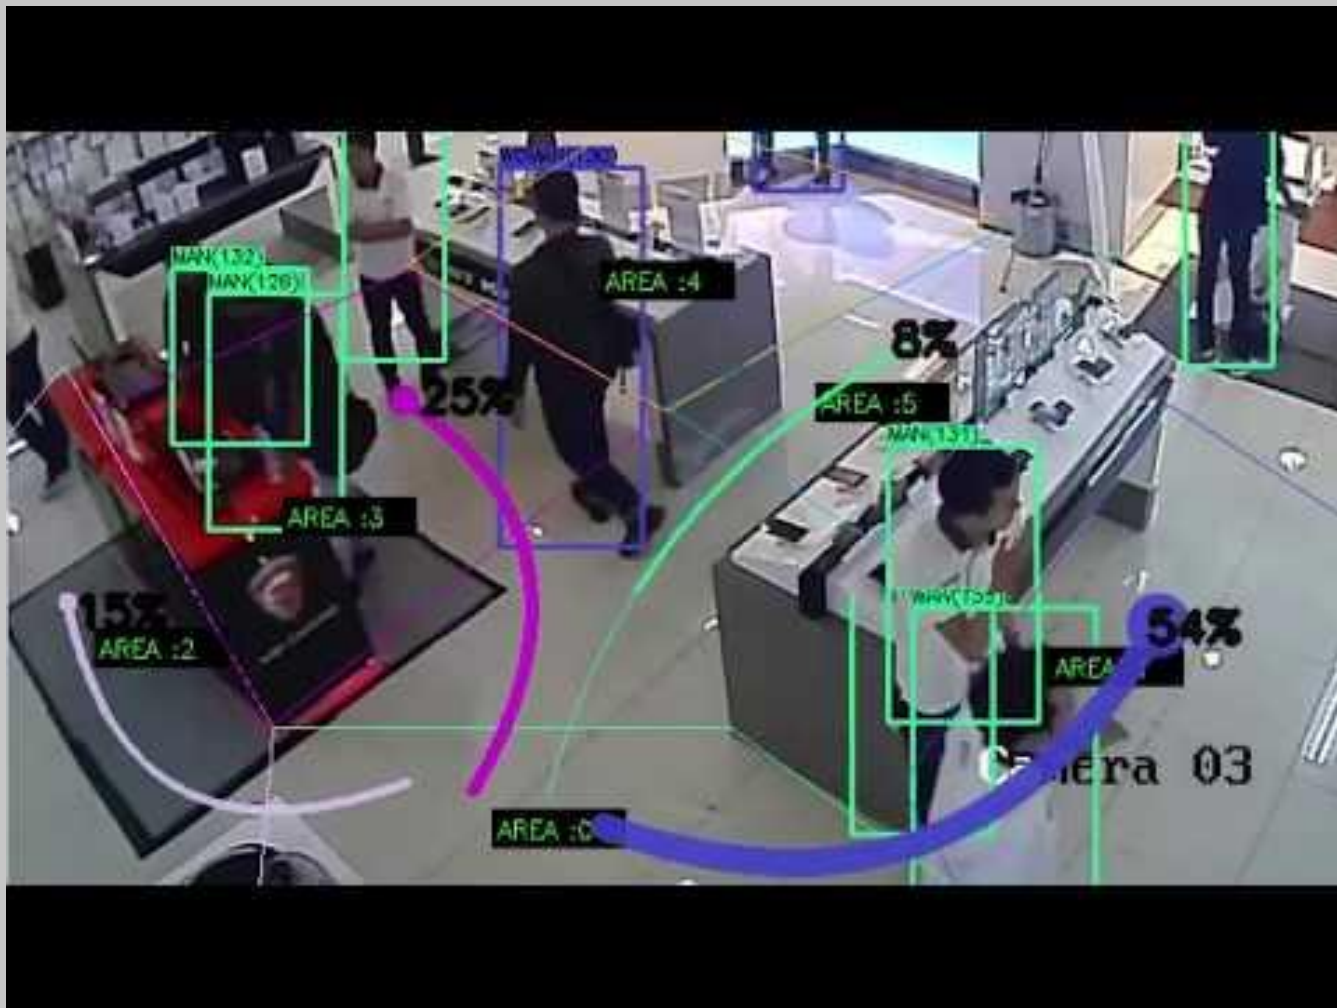 MAN(132)
MAN(128)
AREA :4
8%
25%
AREA :5
MAN(131)
AREA :3
15%
AREA :2
54%
AREA
Camera 03
AREA :0